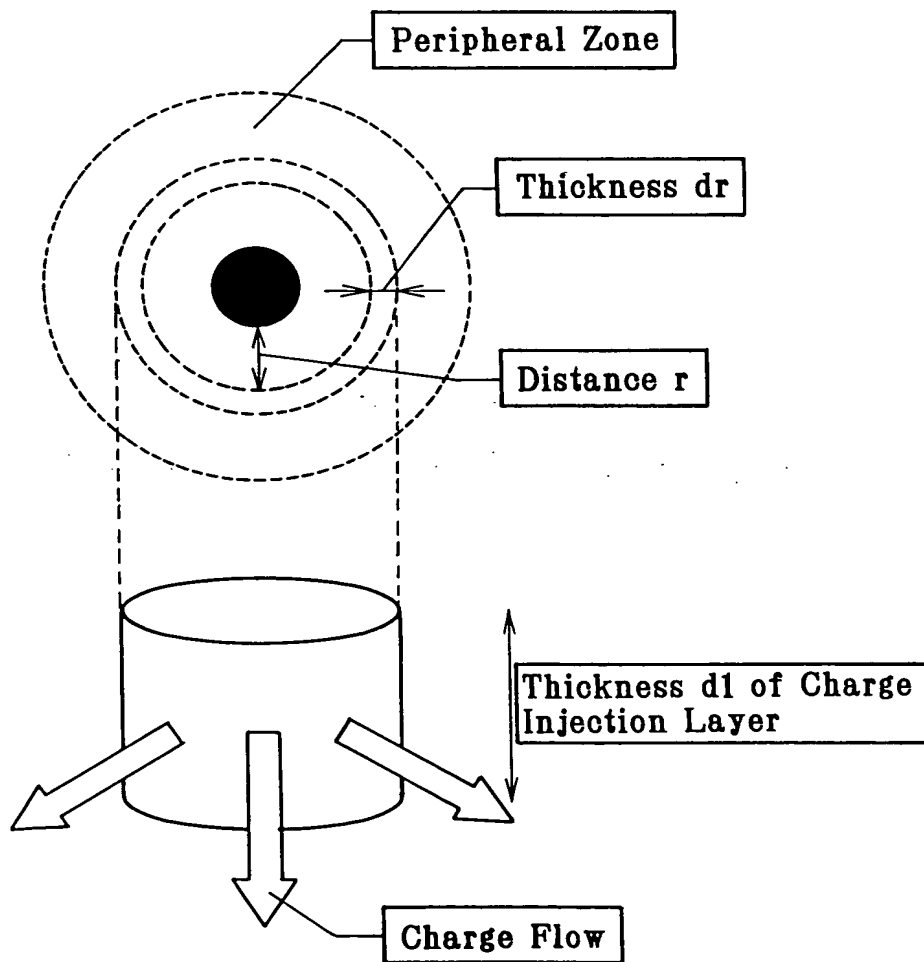 Peripheral Zone
Thickness dr
Distance r
Thickness d1 of Charge
Injection Layer
Charge Flow